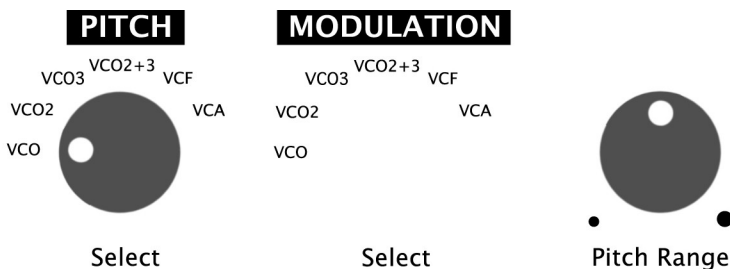 PITCH MODULATION
VCO2+3 VCO2+3
VCO3 VCF VCO3 VCF
VCO2 VCA VCO2 VCA
VCO VCO
Select Select Pitch Range